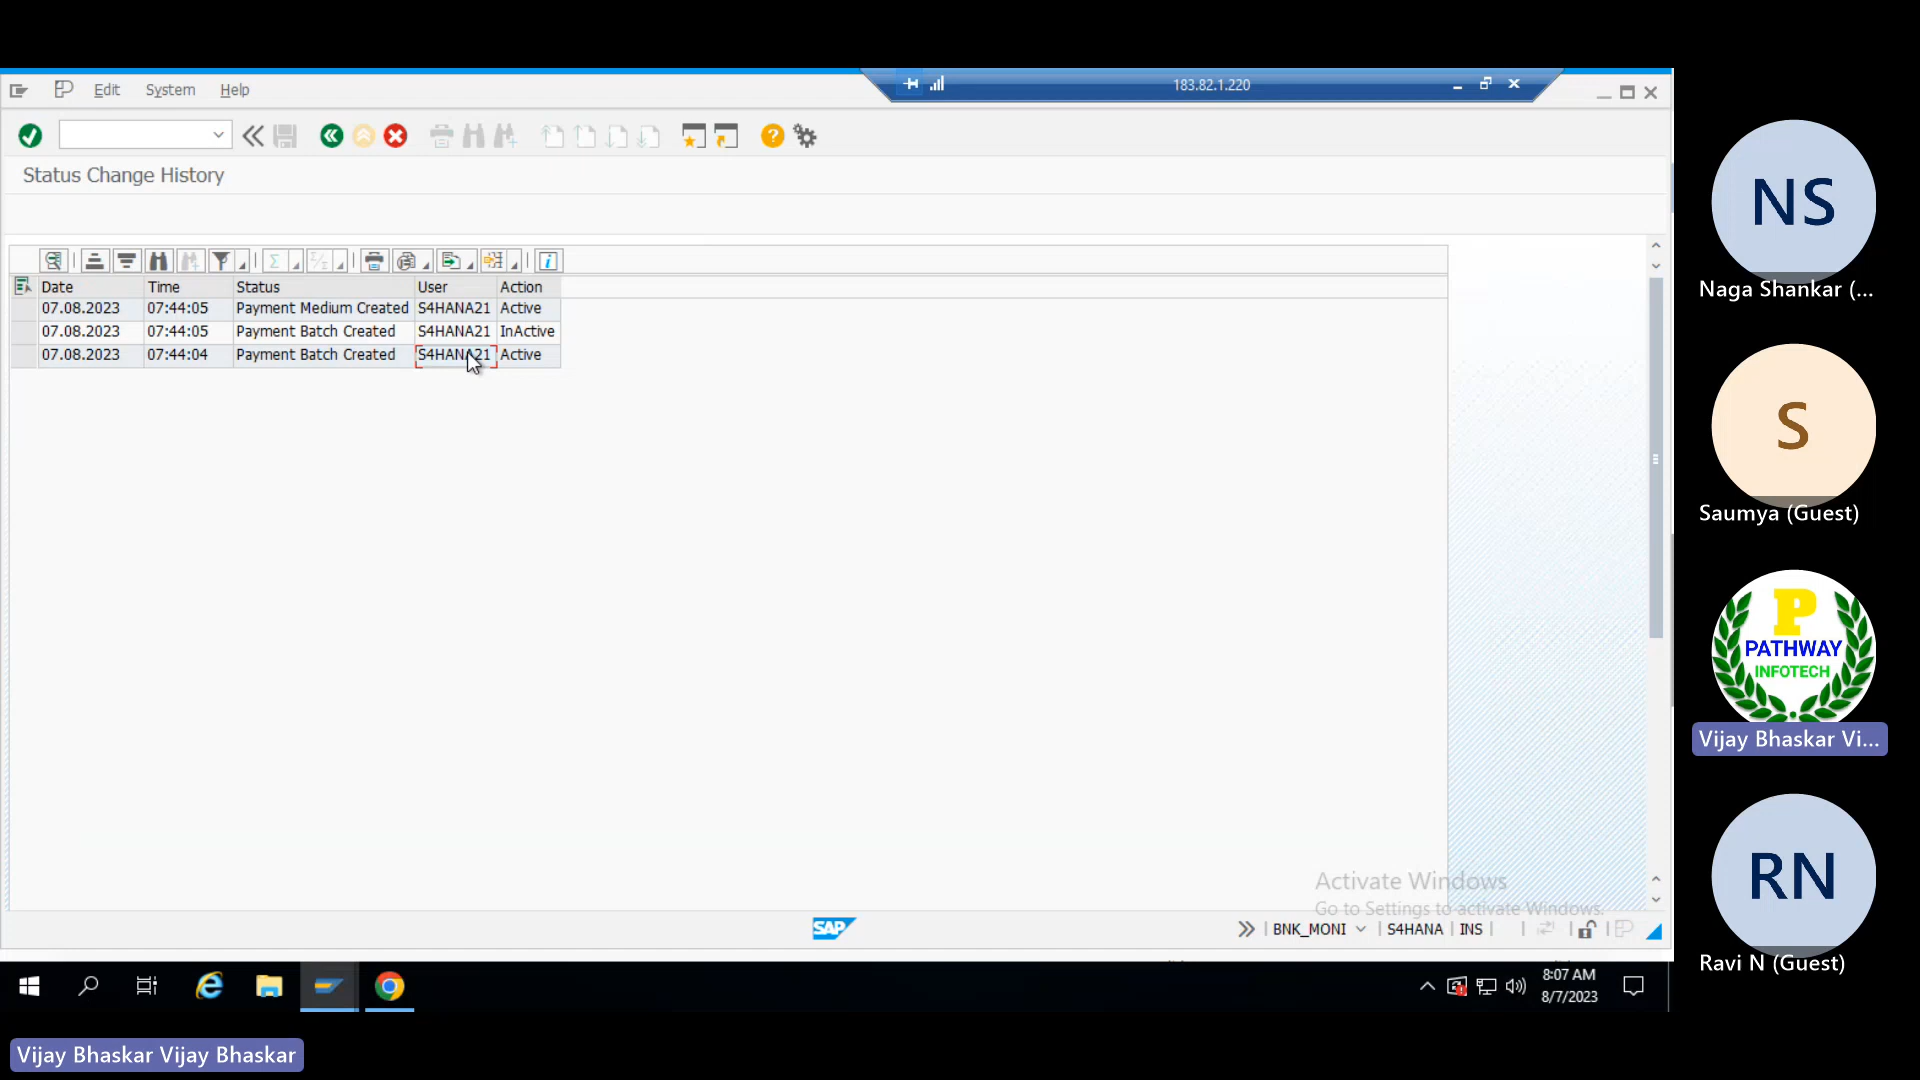 Edit System Help
183.82.1.220
Status Change History
Date Time Status User Action
07.08.2023 07:44:05 Payment Medium Created S4HANA21 Active
07.08.2023 07:44:05 Payment Batch Created S4HANA21 InActive
07.08.2023 07:44:04 Payment Batch Created S4HANA21 Active
Activate Windows
Go to Settings to activate Windows.
SAP
BNK_MONI S4HANA INS
8:07 AM
8/7/2023
NS
Naga Shankar (...
S
Saumya (Guest)
P
PATHWAY
INFOTECH
Vijay Bhaskar Vi...
RN
Ravi N (Guest)
Vijay Bhaskar Vijay Bhaskar